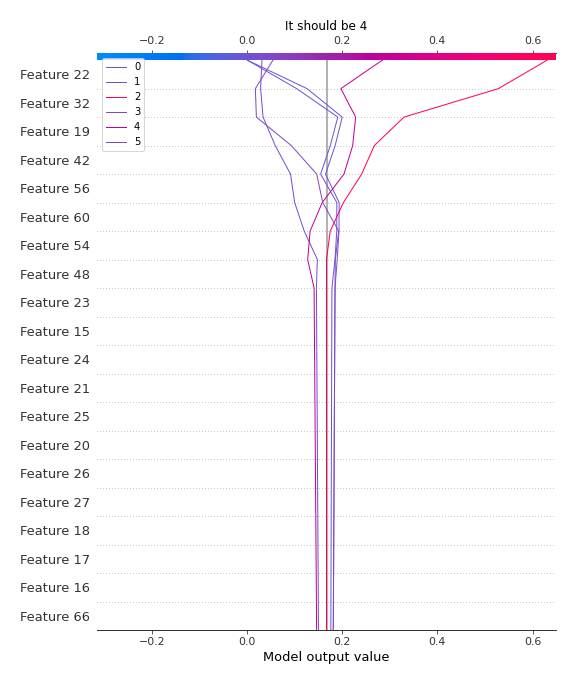 It should be 4
−0.2 0.0 0.2 0.4 0.6
0
1
2
3
4
5
Feature 22
Feature 32
Feature 19
Feature 42
Feature 56
Feature 60
Feature 54
Feature 48
Feature 23
Feature 15
Feature 24
Feature 21
Feature 25
Feature 20
Feature 26
Feature 27
Feature 18
Feature 17
Feature 16
Feature 66
−0.2 0.0 0.2 0.4 0.6
Model output value